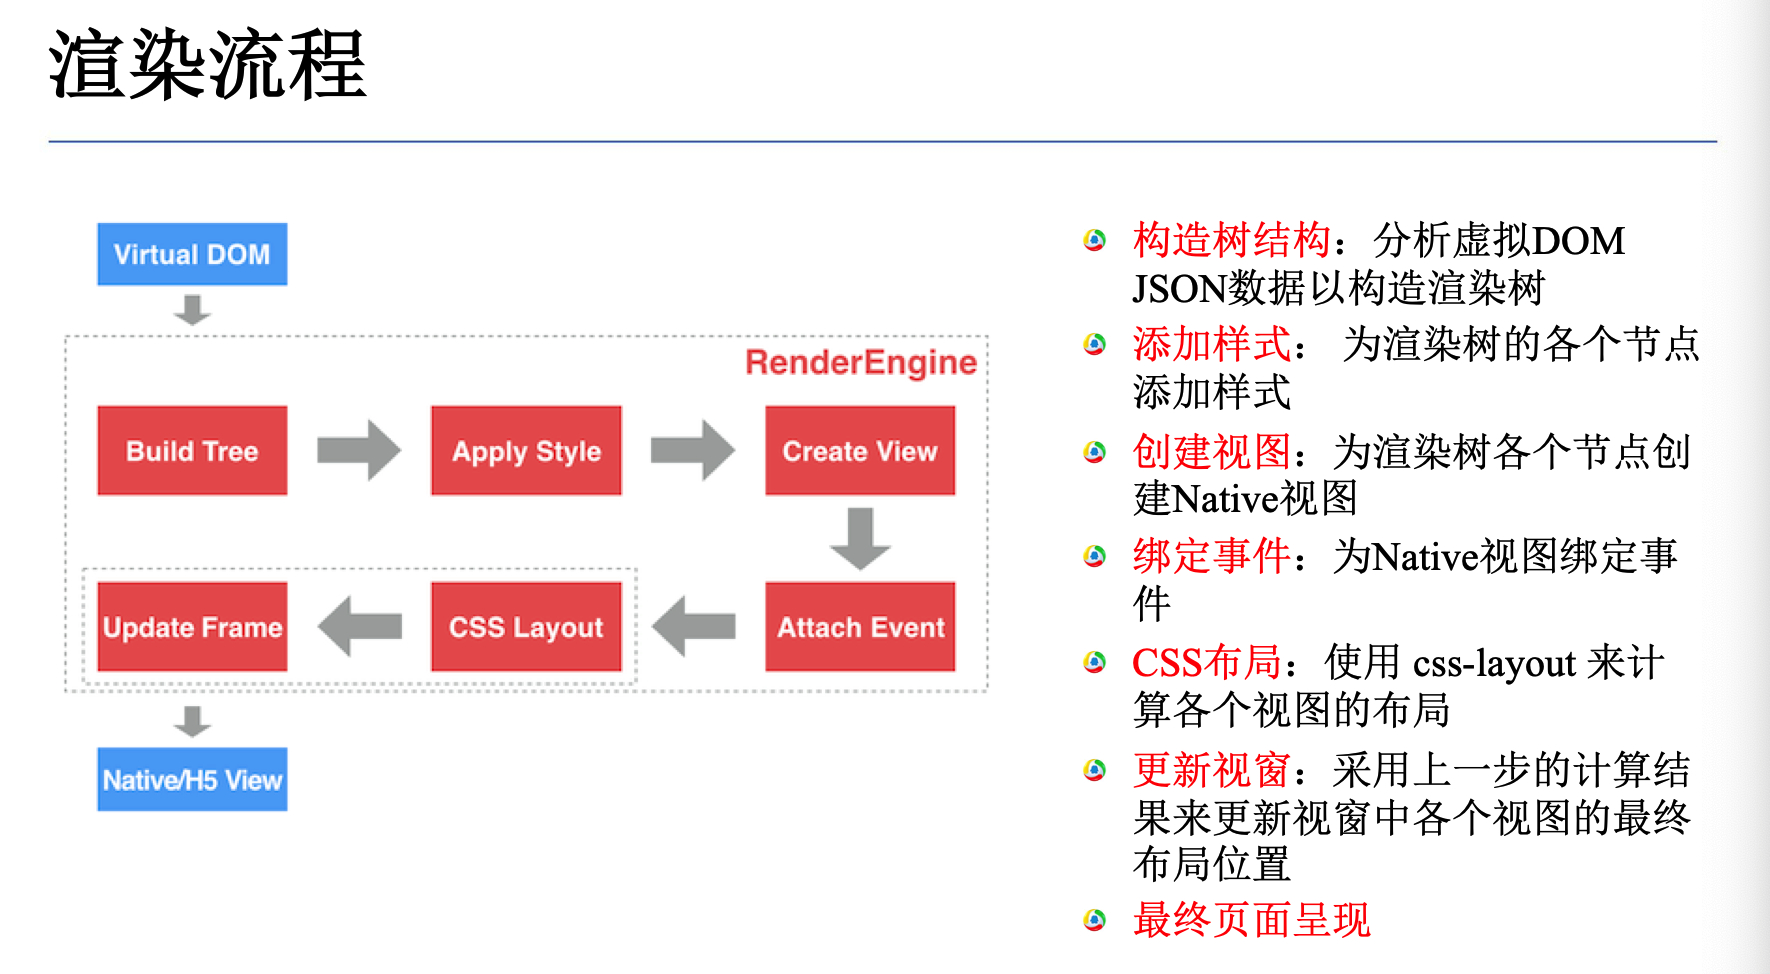 渲染流程
Virtual DOM
RenderEngine
Build Tree
Apply Style
Create View
Update Frame
CSS Layout
Attach Event
Native/H5 View
构造树结构：分析虚拟DOM
JSON数据以构造渲染树
添加样式： 为渲染树的各个节点
添加样式
创建视图：为渲染树各个节点创
建Native视图
绑定事件：为Native视图绑定事
件
CSS布局：使用 css-layout 来计
算各个视图的布局
更新视窗：采用上一步的计算结
果来更新视窗中各个视图的最终
布局位置
最终页面呈现